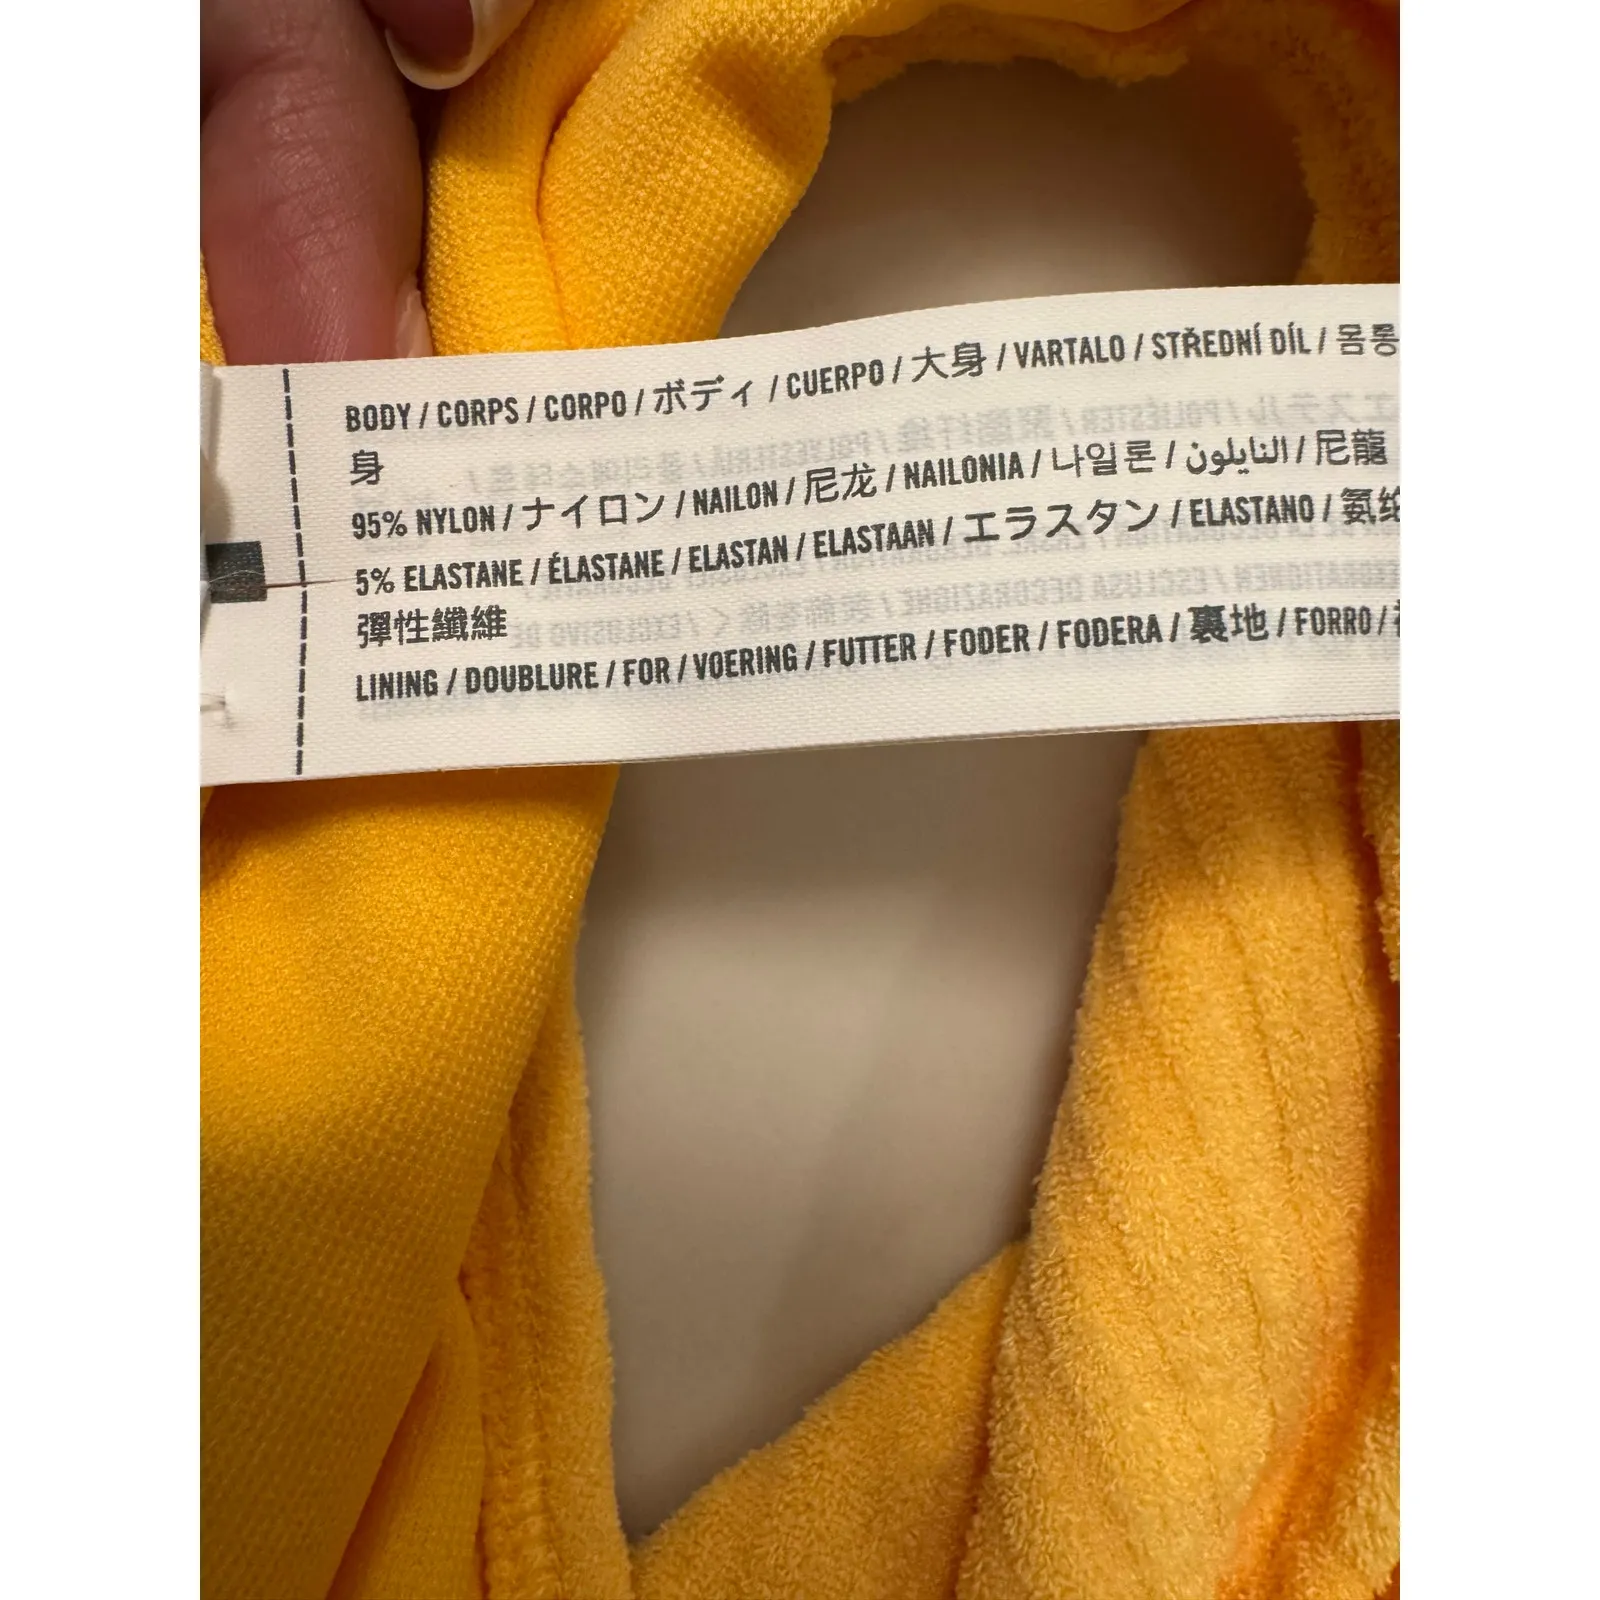 BODY / CORPS / CORPO / ボディ / CUERPO / 大身 / VARTALO / STŘEDNÍ DÍL / 몸통
身
95% NYLON / ナイロン / NAILON / 尼龙 / NAILONIA / 나일론 / النايلون / 尼龍
5% ELASTANE / ÉLASTANE / ELASTAN / ELASTAAN / エラスタン / ELASTANO / 氨纶
彈性纖維
LINING / DOUBLURE / FOR / VOERING / FUTTER / FODER / FODERA / 裏地 / FORRO /